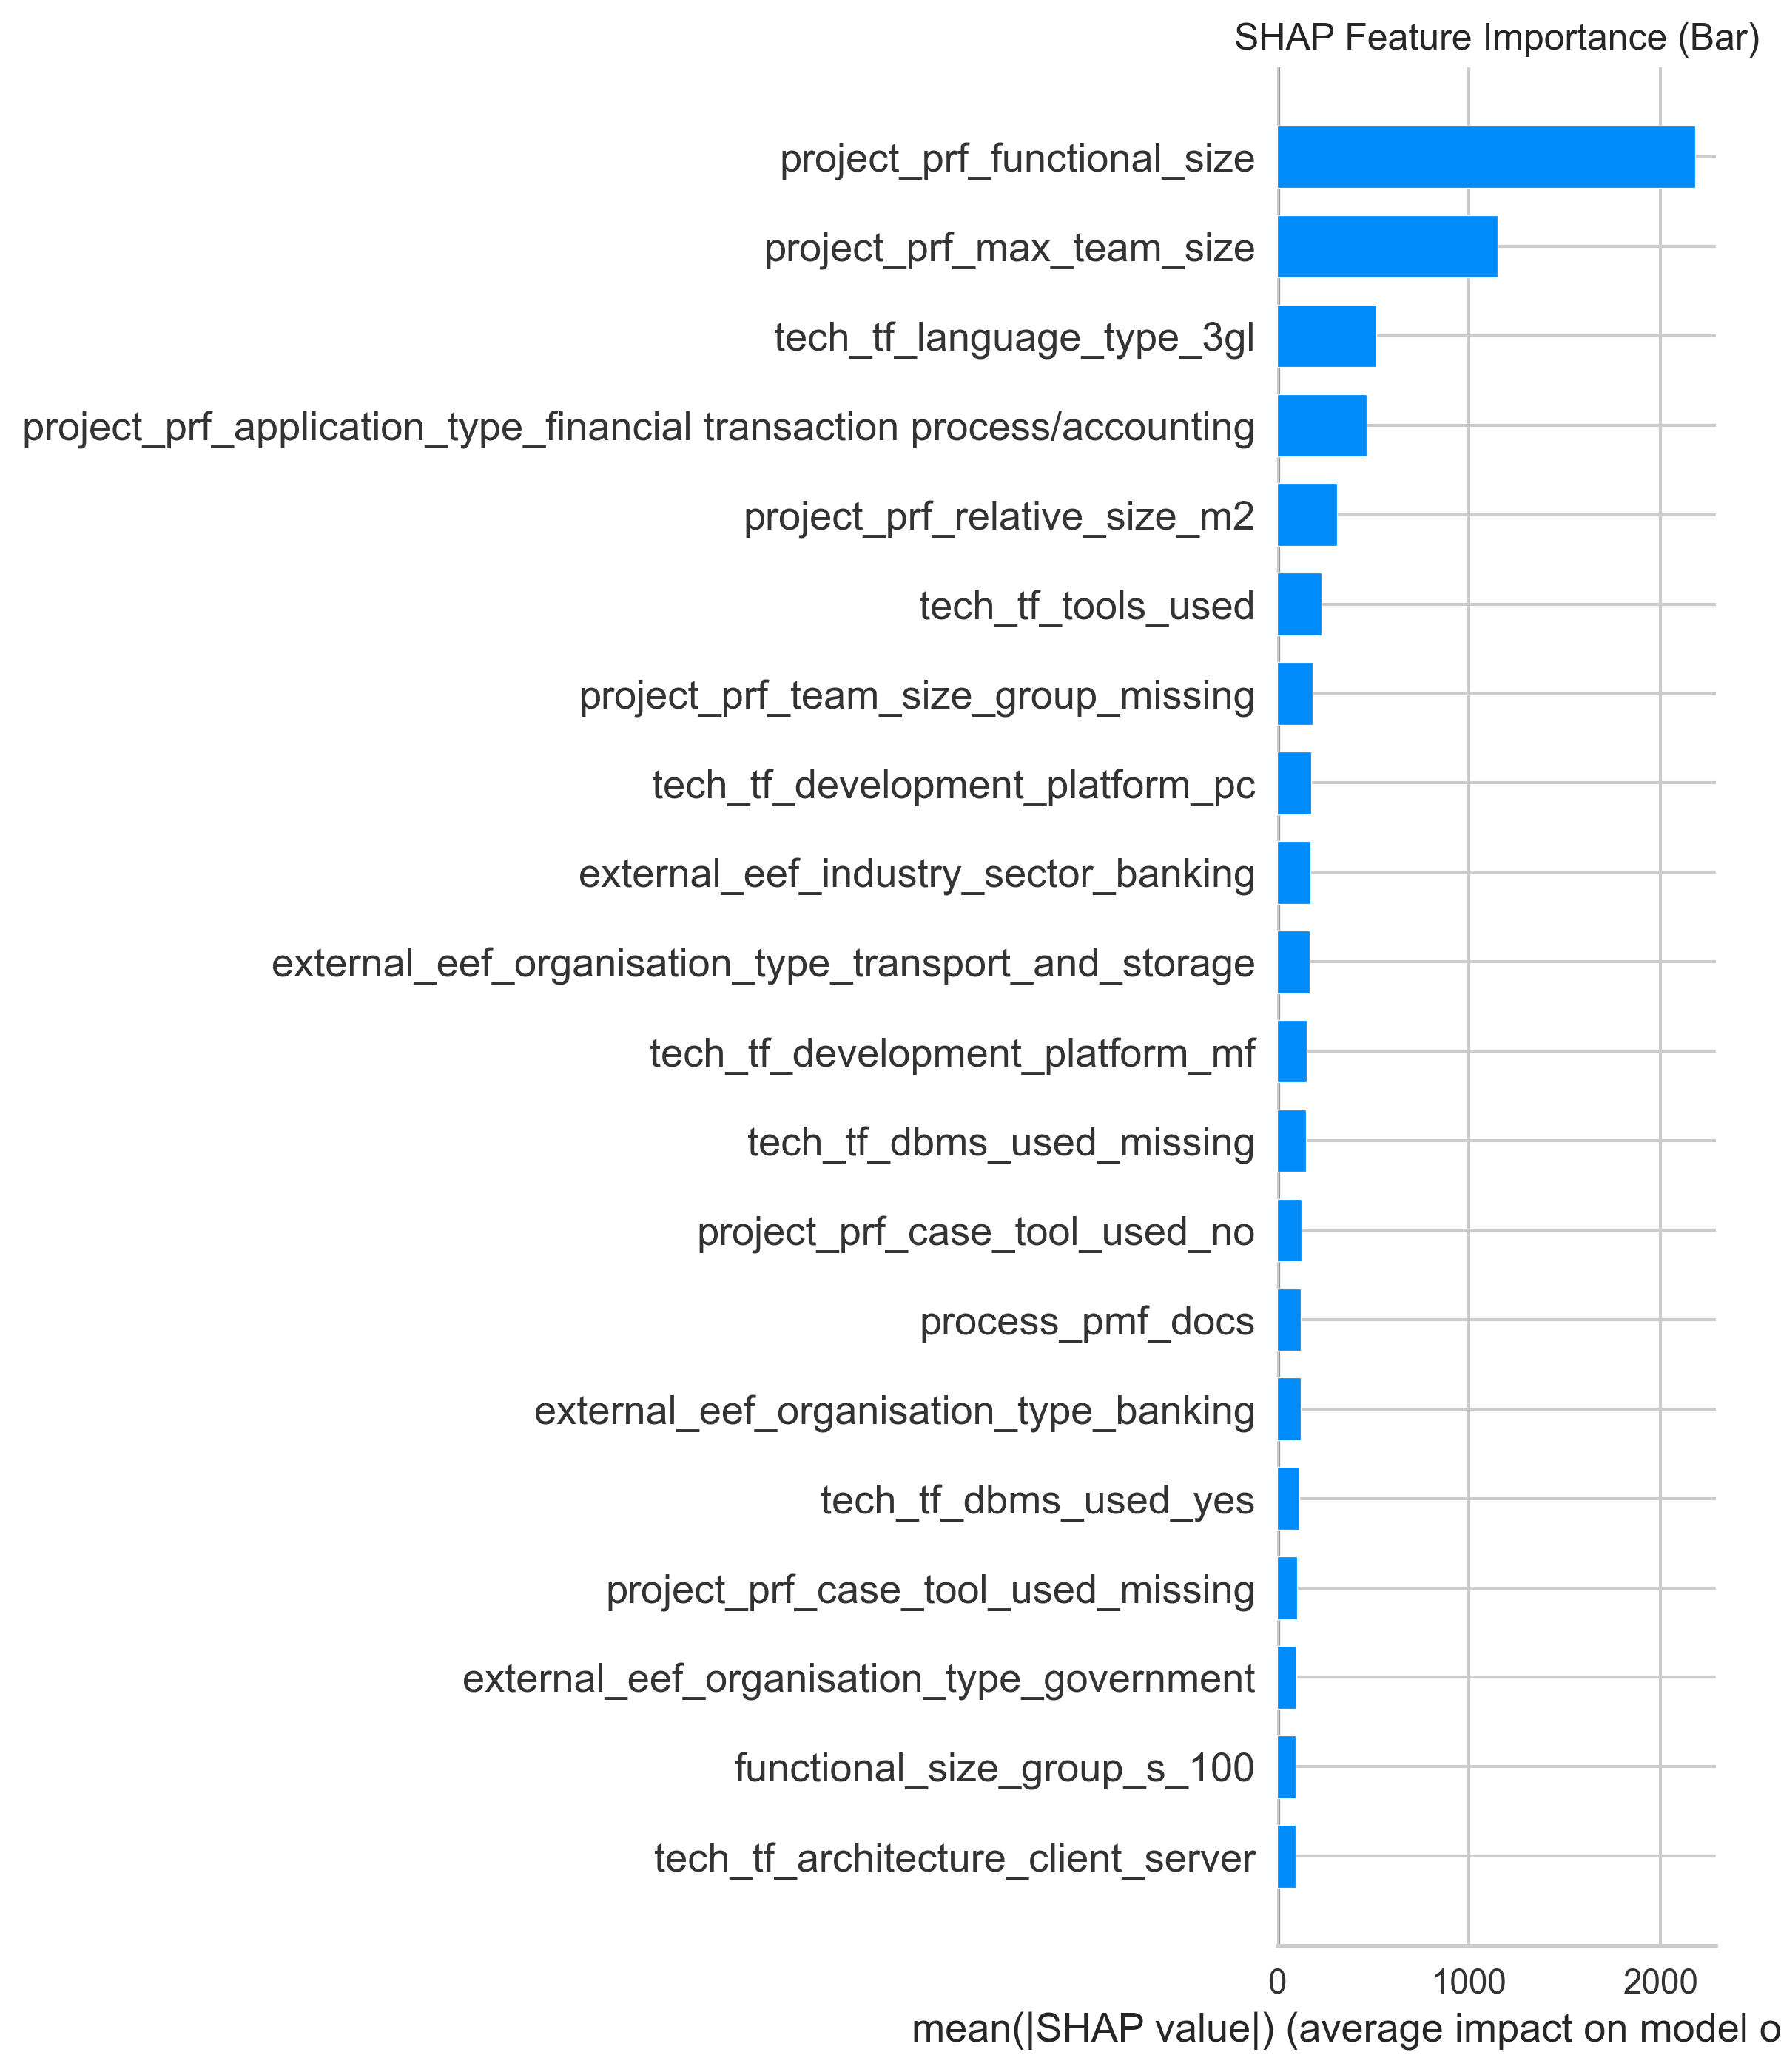 SHAP Feature Importance (Bar)
project_prf_functional_size
project_prf_max_team_size
tech_tf_language_type_3gl
project_prf_application_type_financial transaction process/accounting
project_prf_relative_size_m2
tech_tf_tools_used
project_prf_team_size_group_missing
tech_tf_development_platform_pc
external_eef_industry_sector_banking
external_eef_organisation_type_transport_and_storage
tech_tf_development_platform_mf
tech_tf_dbms_used_missing
project_prf_case_tool_used_no
process_pmf_docs
external_eef_organisation_type_banking
tech_tf_dbms_used_yes
project_prf_case_tool_used_missing
external_eef_organisation_type_government
functional_size_group_s_100
tech_tf_architecture_client_server
0 1000 2000
mean(|SHAP value|) (average impact on model o